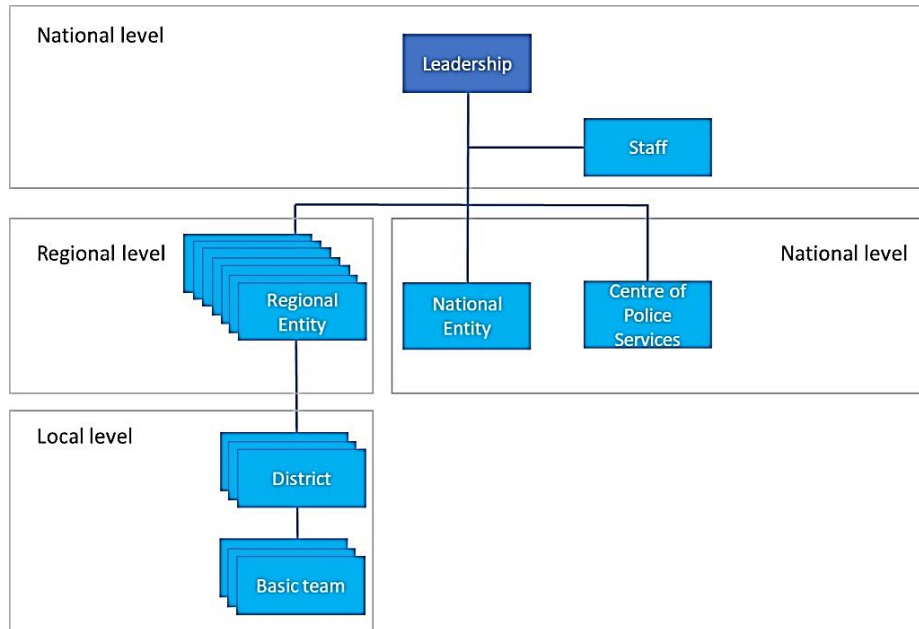 National level
Leadership
Staff
Regional level
National level
Regional
Entity
National
Entity
Centre of
Police
Services
Local level
District
Basic team